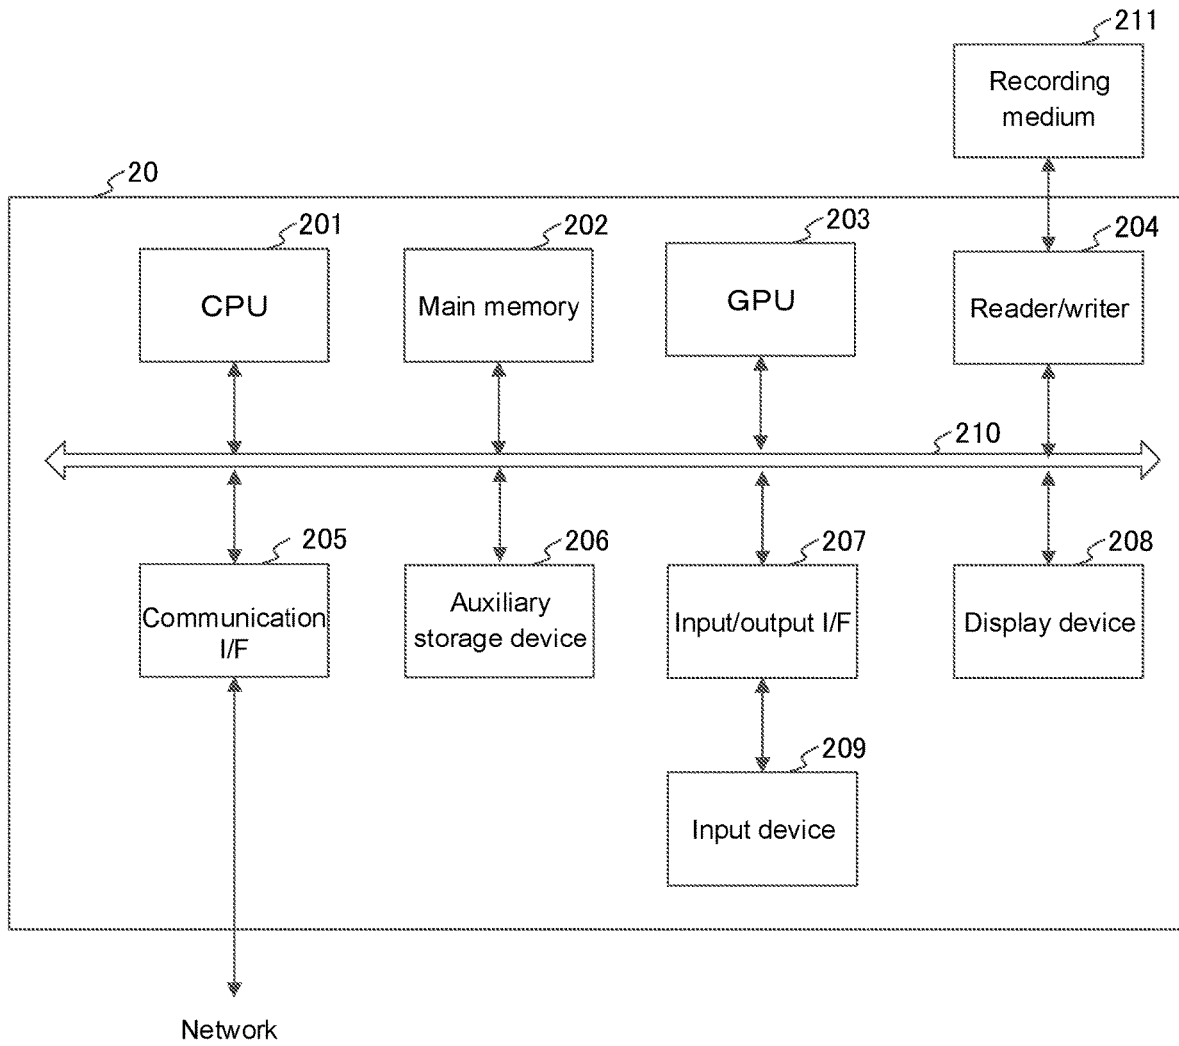 211
Recording
medium
20
201
CPU
202
Main memory
203
GPU
204
Reader/writer
210
205
Communication
I/F
206
Auxiliary
storage device
207
Input/output I/F
208
Display device
209
Input device
Network